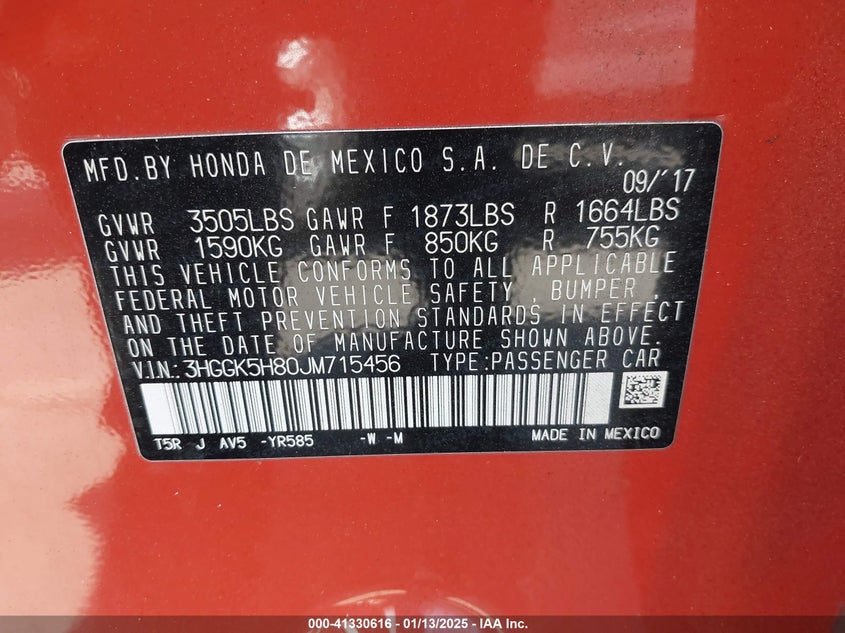 MFD.BY HONDA DE MEXICO S.A. DE C.V.
09/'17
GVWR 3505LBS GAWR F 1873LBS R 1664LBS
GVWR 1590KG GAWR F 850KG R 755KG
THIS VEHICLE CONFORMS TO ALL APPLICABLE
FEDERAL MOTOR VEHICLE SAFETY , BUMPER ,
AND THEFT PREVENTION STANDARDS IN EFFECT
ON THE DATE OF MANUFACTURE SHOWN ABOVE.
V.I.N.:3HGGK5H80JM715456 TYPE:PASSENGER CAR
T5R J AV5 -YR585 -W -M MADE IN MEXICO
000-41330616 - 01/13/2025 - IAA Inc.